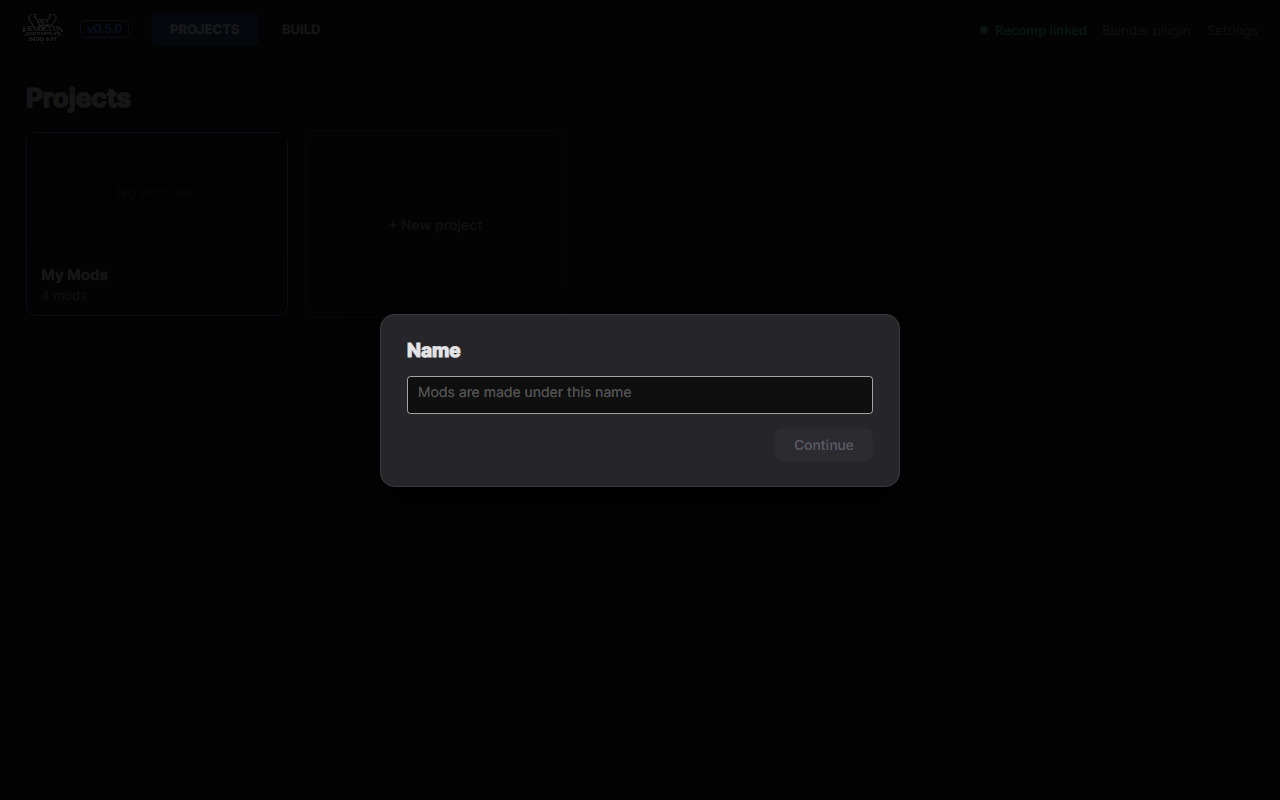 v0.5.0
PROJECTS
BUILD
Recomp linked
Blender plugin
Settings
Projects
NO PICTURE
My Mods
4 mods
+ New project
Name
Mods are made under this name
Continue